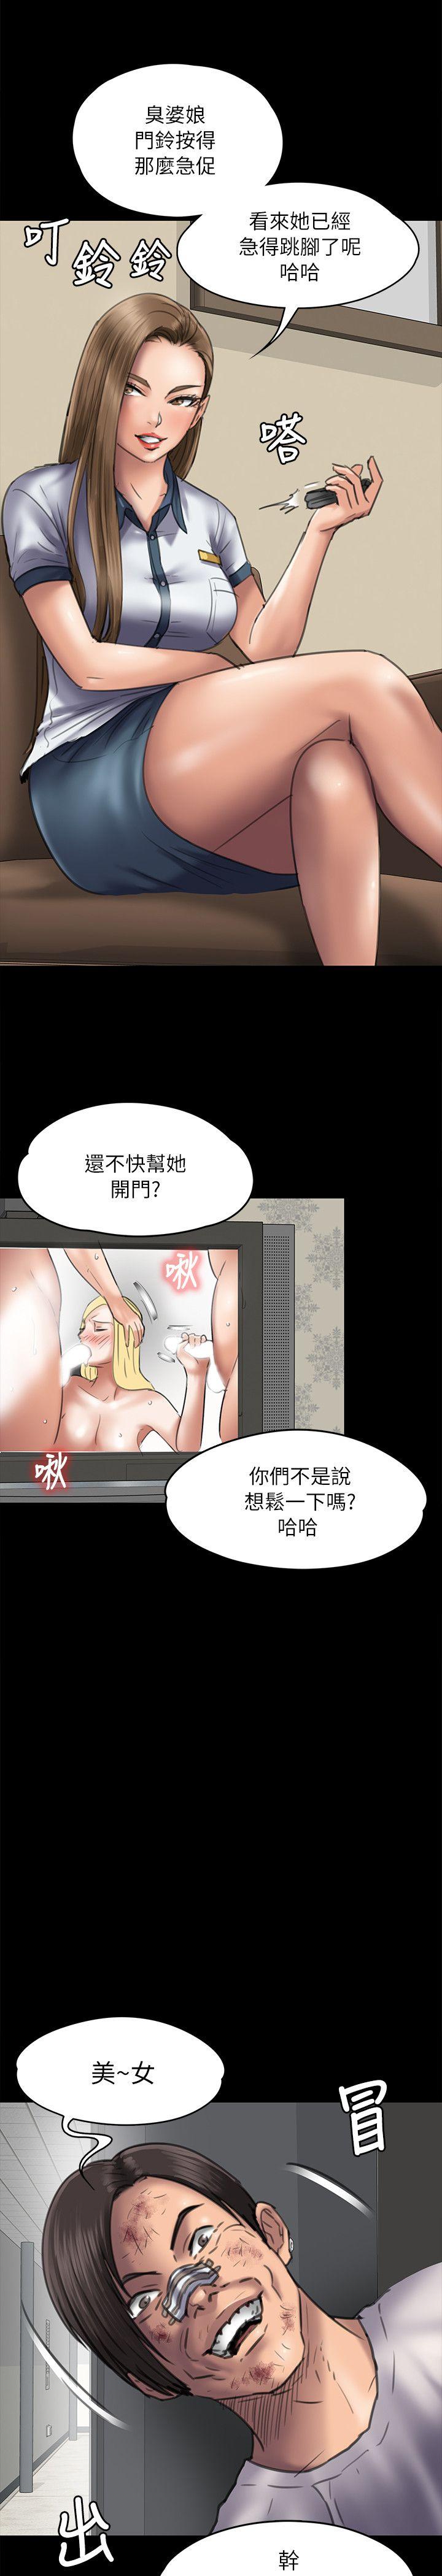 臭婆娘
門鈴按得
那麼急促
看來她已經
急得跳腳了呢
哈哈
叮鈴鈴
嗒
還不快幫她
開門?
啾
啾
你們不是說
想鬆一下嗎?
哈哈
美~女
冒
出
幹